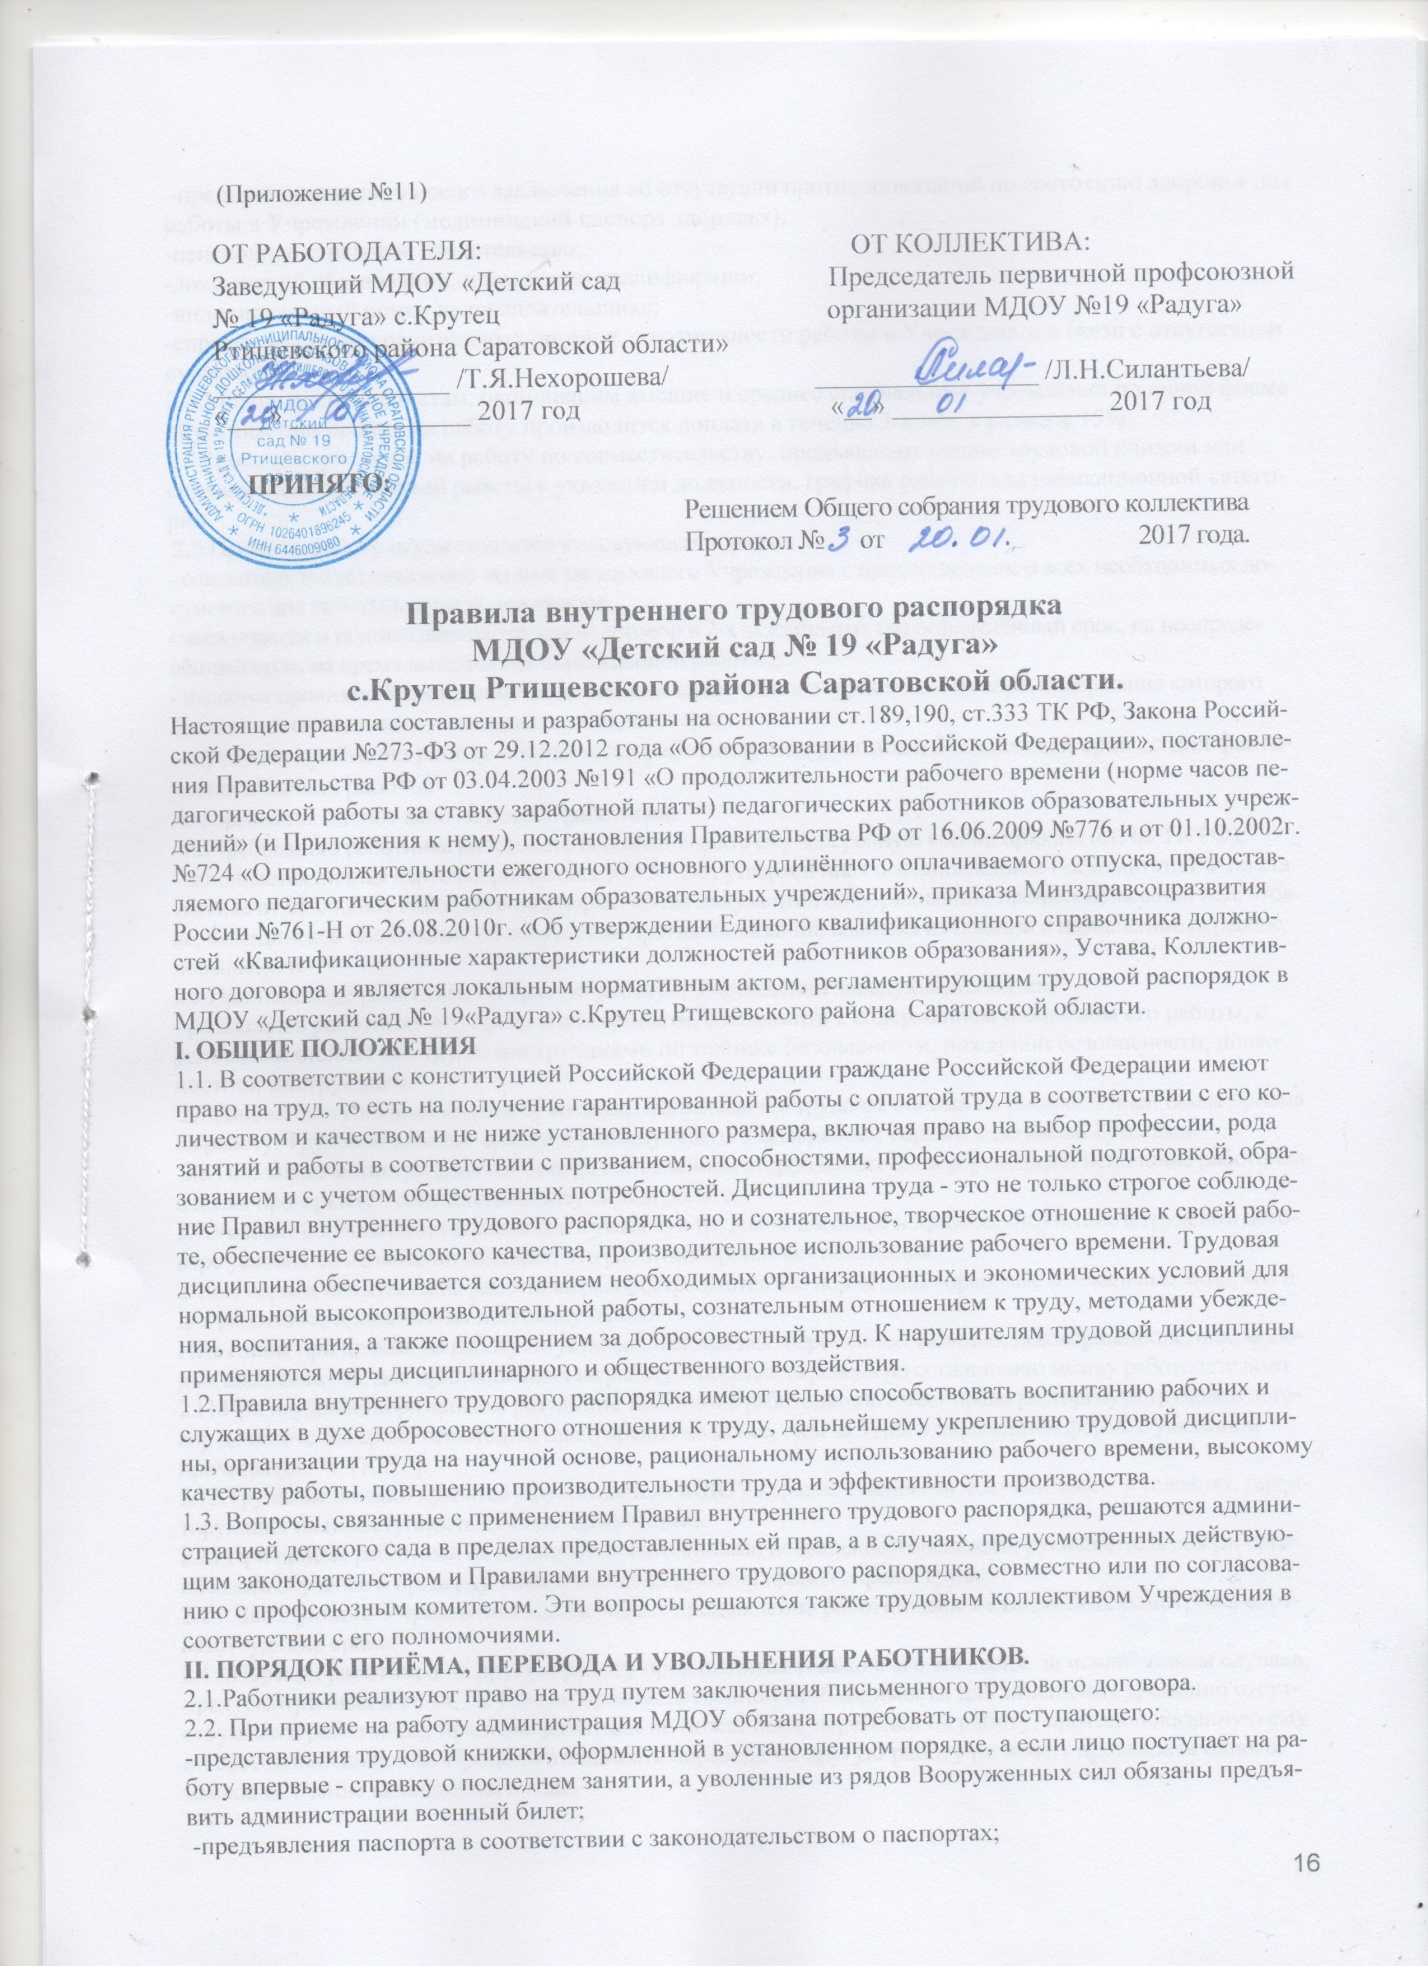 (Приложение №11)
ОТ РАБОТОДАТЕЛЯ:
Заведующий МДОУ «Детский сад
№ 19 «Радуга» с.Крутец
Ртищевского района Саратовской области»
/Т.Я.Нехорошева/
«20» 01 2017 год
ОТ КОЛЛЕКТИВА:
Председатель первичной профсоюзной
организации МДОУ №19 «Радуга»
/Л.Н.Силантьева/
«20» 01 2017 год
МДОУ
Детский
сад № 19
Ртищевского
района
ОГРН 1026401896245
ИНН 6446009080
ПРИНЯТО:
Решением Общего собрания трудового коллектива
Протокол № 3 от 20.01. 2017 года.
Правила внутреннего трудового распорядка
МДОУ «Детский сад № 19 «Радуга»
с.Крутец Ртищевского района Саратовской области.
Настоящие правила составлены и разработаны на основании ст.189,190, ст.333 ТК РФ, Закона Россий-
ской Федерации №273-ФЗ от 29.12.2012 года «Об образовании в Российской Федерации», постановле-
ния Правительства РФ от 03.04.2003 №191 «О продолжительности рабочего времени (норме часов пе-
дагогической работы за ставку заработной платы) педагогических работников образовательных учреж-
дений» (и Приложения к нему), постановления Правительства РФ от 16.06.2009 №776 и от 01.10.2002г.
№724 «О продолжительности ежегодного основного удлинённого оплачиваемого отпуска, предостав-
ляемого педагогическим работникам образовательных учреждений», приказа Минздравсоцразвития
России №761-Н от 26.08.2010г. «Об утверждении Единого квалификационного справочника должно-
стей «Квалификационные характеристики должностей работников образования», Устава, Коллектив-
ного договора и является локальным нормативным актом, регламентирующим трудовой распорядок в
МДОУ «Детский сад № 19«Радуга» с.Крутец Ртищевского района Саратовской области.
I. ОБЩИЕ ПОЛОЖЕНИЯ
1.1. В соответствии с конституцией Российской Федерации граждане Российской Федерации имеют
право на труд, то есть на получение гарантированной работы с оплатой труда в соответствии с его ко-
личеством и качеством и не ниже установленного размера, включая право на выбор профессии, рода
занятий и работы в соответствии с призванием, способностями, профессиональной подготовкой, обра-
зованием и с учетом общественных потребностей. Дисциплина труда - это не только строгое соблюде-
ние Правил внутреннего трудового распорядка, но и сознательное, творческое отношение к своей рабо-
те, обеспечение ее высокого качества, производительное использование рабочего времени. Трудовая
дисциплина обеспечивается созданием необходимых организационных и экономических условий для
нормальной высокопроизводительной работы, сознательным отношением к труду, методами убежде-
ния, воспитания, а также поощрением за добросовестный труд. К нарушителям трудовой дисциплины
применяются меры дисциплинарного и общественного воздействия.
1.2.Правила внутреннего трудового распорядка имеют целью способствовать воспитанию рабочих и
служащих в духе добросовестного отношения к труду, дальнейшему укреплению трудовой дисципли-
ны, организации труда на научной основе, рациональному использованию рабочего времени, высокому
качеству работы, повышению производительности труда и эффективности производства.
1.3. Вопросы, связанные с применением Правил внутреннего трудового распорядка, решаются админи-
страцией детского сада в пределах предоставленных ей прав, а в случаях, предусмотренных действую-
щим законодательством и Правилами внутреннего трудового распорядка, совместно или по согласова-
нию с профсоюзным комитетом. Эти вопросы решаются также трудовым коллективом Учреждения в
соответствии с его полномочиями.
II. ПОРЯДОК ПРИЁМА, ПЕРЕВОДА И УВОЛЬНЕНИЯ РАБОТНИКОВ.
2.1.Работники реализуют право на труд путем заключения письменного трудового договора.
2.2. При приеме на работу администрация МДОУ обязана потребовать от поступающего:
-представления трудовой книжки, оформленной в установленном порядке, а если лицо поступает на ра-
боту впервые - справку о последнем занятии, а уволенные из рядов Вооруженных сил обязаны предъя-
вить администрации военный билет;
-предъявления паспорта в соответствии с законодательством о паспортах;
16